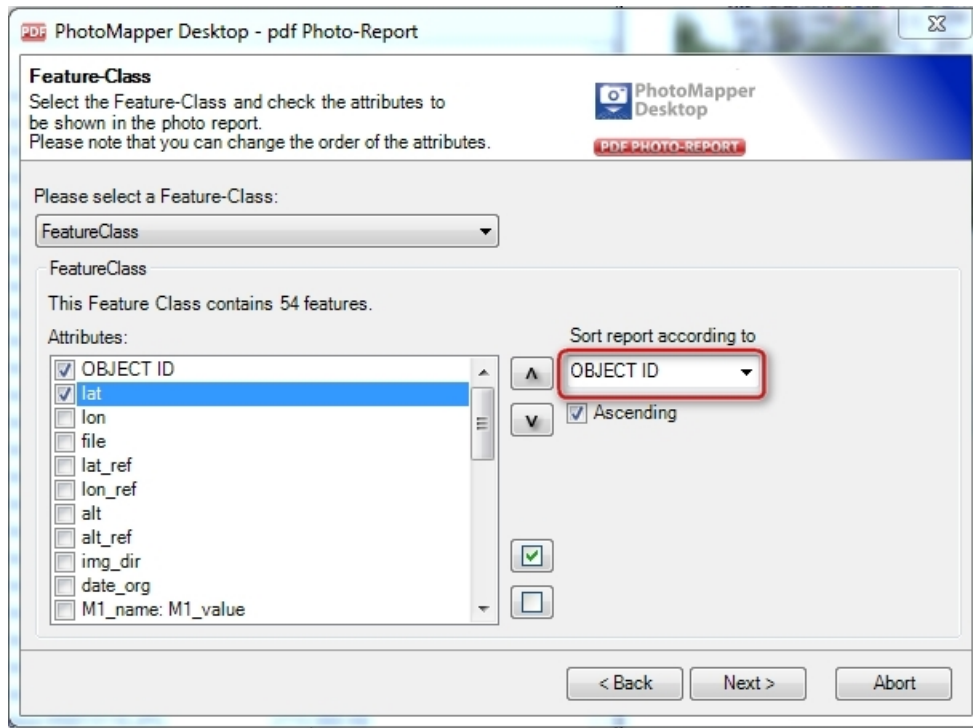 PDF PhotoMapper Desktop - pdf Photo-Report
Feature-Class
Select the Feature-Class and check the attributes to
be shown in the photo report.
Please note that you can change the order of the attributes.
PhotoMapper
Desktop
PDF PHOTO-REPORT
Please select a Feature-Class:
FeatureClass
FeatureClass
This Feature Class contains 54 features.
Attributes:
OBJECT ID
lat
lon
file
lat_ref
lon_ref
alt
alt_ref
img_dir
date_org
M1_name: M1_value
Sort report according to
OBJECT ID
Ascending
< Back
Next >
Abort